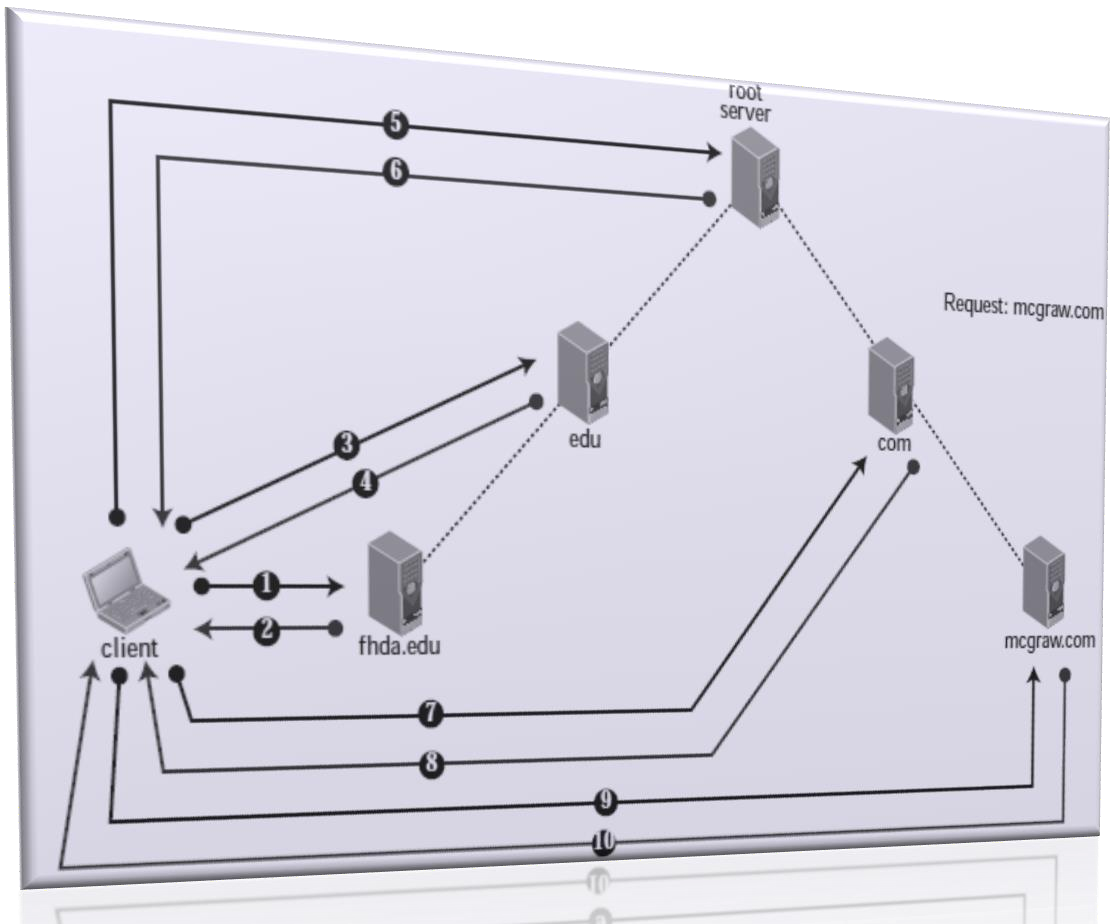 root
server
5
6
Request: mcgraw.com
edu
com
3
4
1
2
client
fhda.edu
mcgraw.com
7
8
9
10